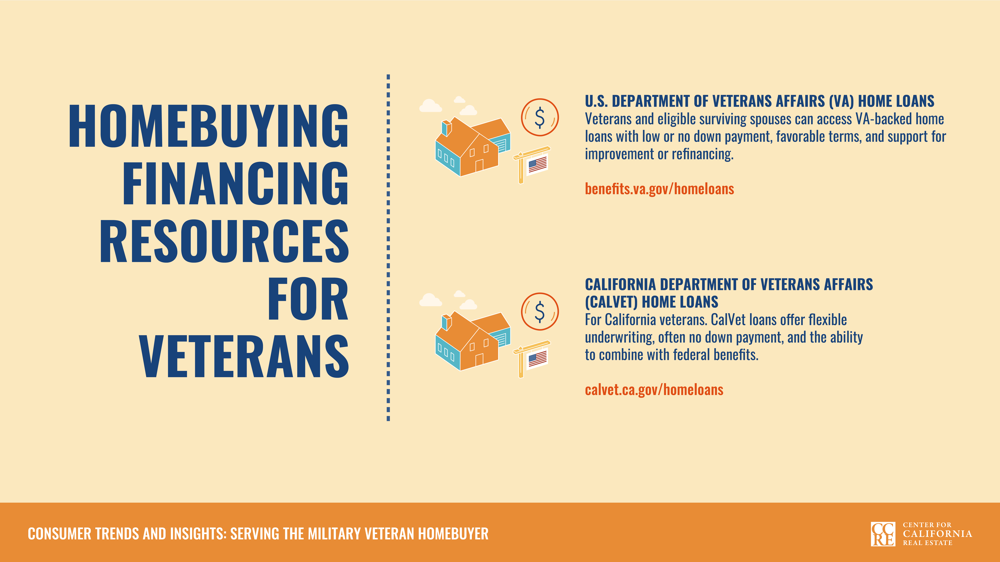 HOMEBUYING
FINANCING
RESOURCES
FOR
VETERANS
$
U.S. DEPARTMENT OF VETERANS AFFAIRS (VA) HOME LOANS
Veterans and eligible surviving spouses can access VA-backed home
loans with low or no down payment, favorable terms, and support for
improvement or refinancing.
benefits.va.gov/homeloans
$
CALIFORNIA DEPARTMENT OF VETERANS AFFAIRS
(CALVET) HOME LOANS
For California veterans. CalVet loans offer flexible
underwriting, often no down payment, and the ability
to combine with federal benefits.
calvet.ca.gov/homeloans
CONSUMER TRENDS AND INSIGHTS: SERVING THE MILITARY VETERAN HOMEBUYER
CC
RE
CENTER FOR
CALIFORNIA
REAL ESTATE